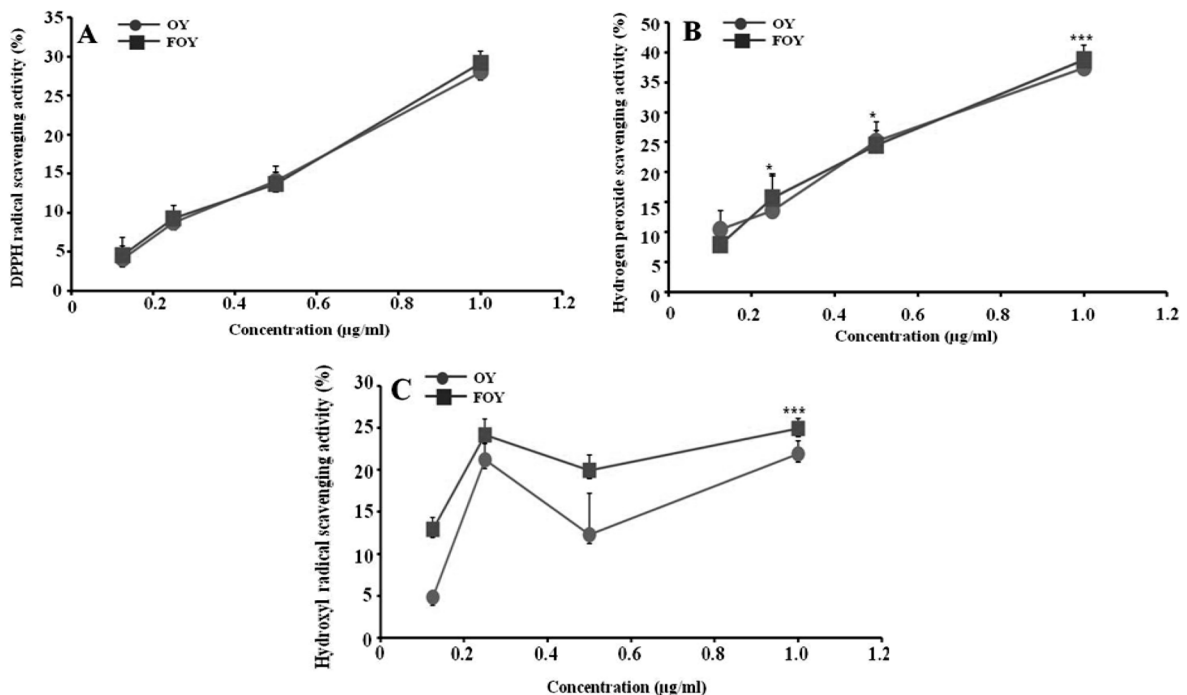 A
OY
FOY
DPPH radical scavenging activity (%)
35
30
25
20
15
10
5
0
0 0.2 0.4 0.6 0.8 1.0 1.2
Concentration (µg/ml)
B
OY
FOY
Hydrogen peroxide scavenging activity (%)
50
40
35
30
25
20
15
10
5
0
*
*
***
0 0.2 0.4 0.6 0.8 1.0 1.2
Concentration (µg/ml)
C
OY
FOY
Hydroxyl radical scavenging activity (%)
30
25
20
15
10
5
0
***
0 0.2 0.4 0.6 0.8 1.0 1.2
Concentration (µg/ml)